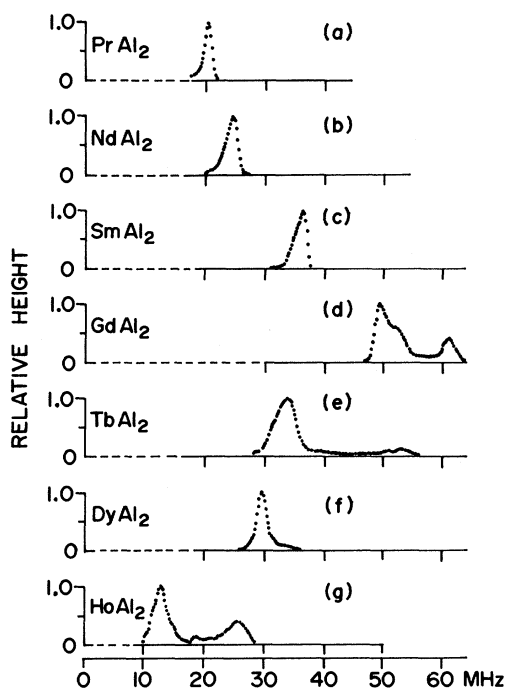 1.0
PrAl2
(a)
0
1.0
NdAl2
(b)
0
1.0
SmAl2
(c)
0
1.0
GdAl2
(d)
0
1.0
TbAl2
(e)
0
1.0
DyAl2
(f)
0
1.0
HoAl2
(g)
0
RELATIVE HEIGHT
0 10 20 30 40 50 60 MHz